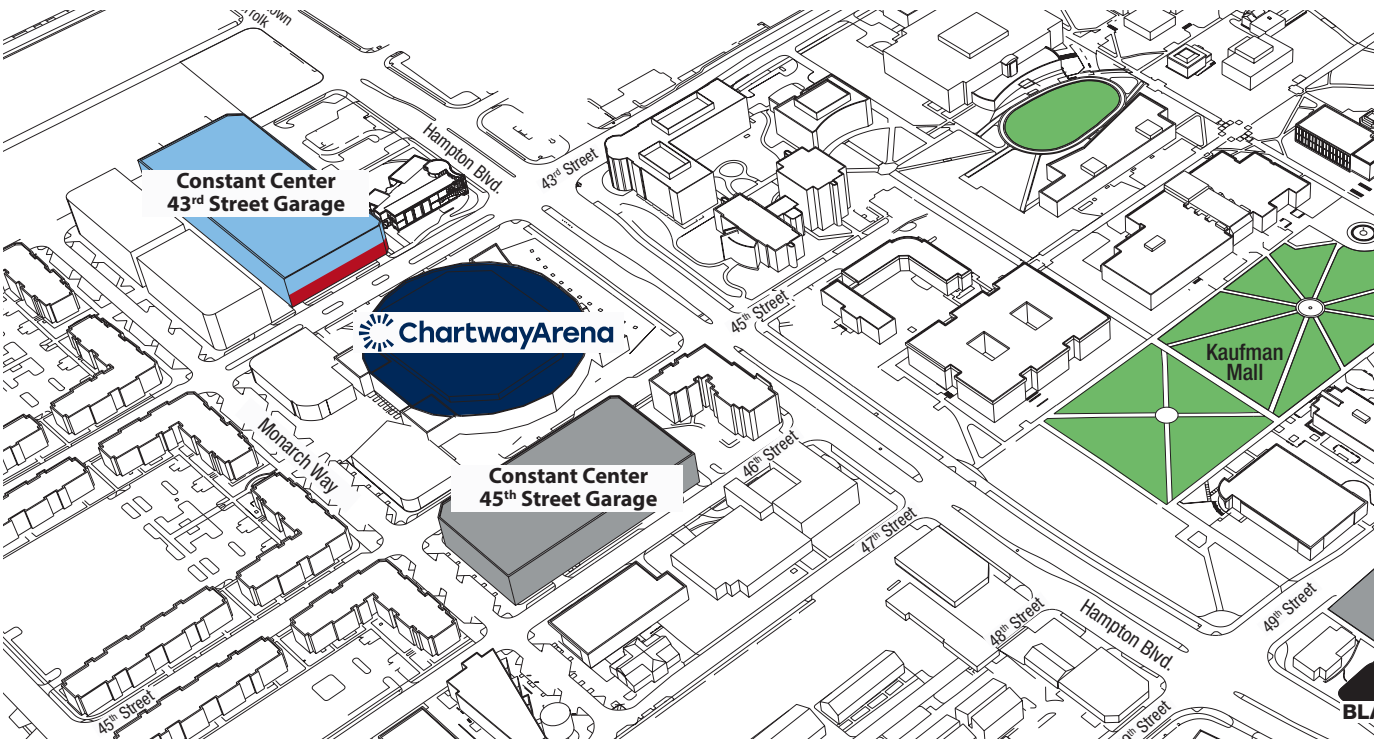 Hampton Blvd.
43rd Street
Constant Center
43rd Street Garage
ChartwayArena
45th Street
Kaufman
Mall
Monarch Way
46th Street
Constant Center
45th Street Garage
47th Street
49th Street
48th Street
Hampton Blvd.
45th Street